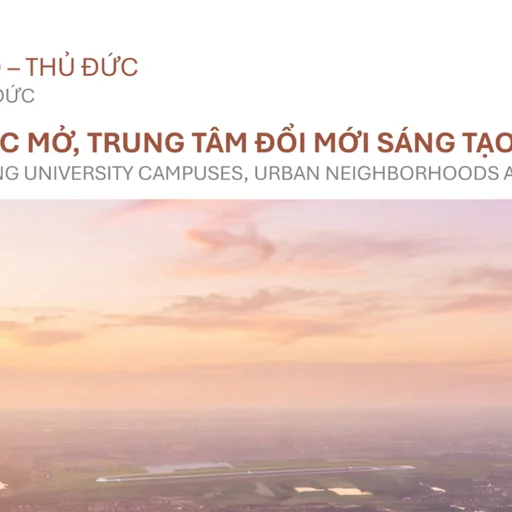 – THỦ ĐỨC
ĐỨC
C MỞ, TRUNG TÂM ĐỔI MỚI SÁNG TẠO
NG UNIVERSITY CAMPUSES, URBAN NEIGHBORHOODS A